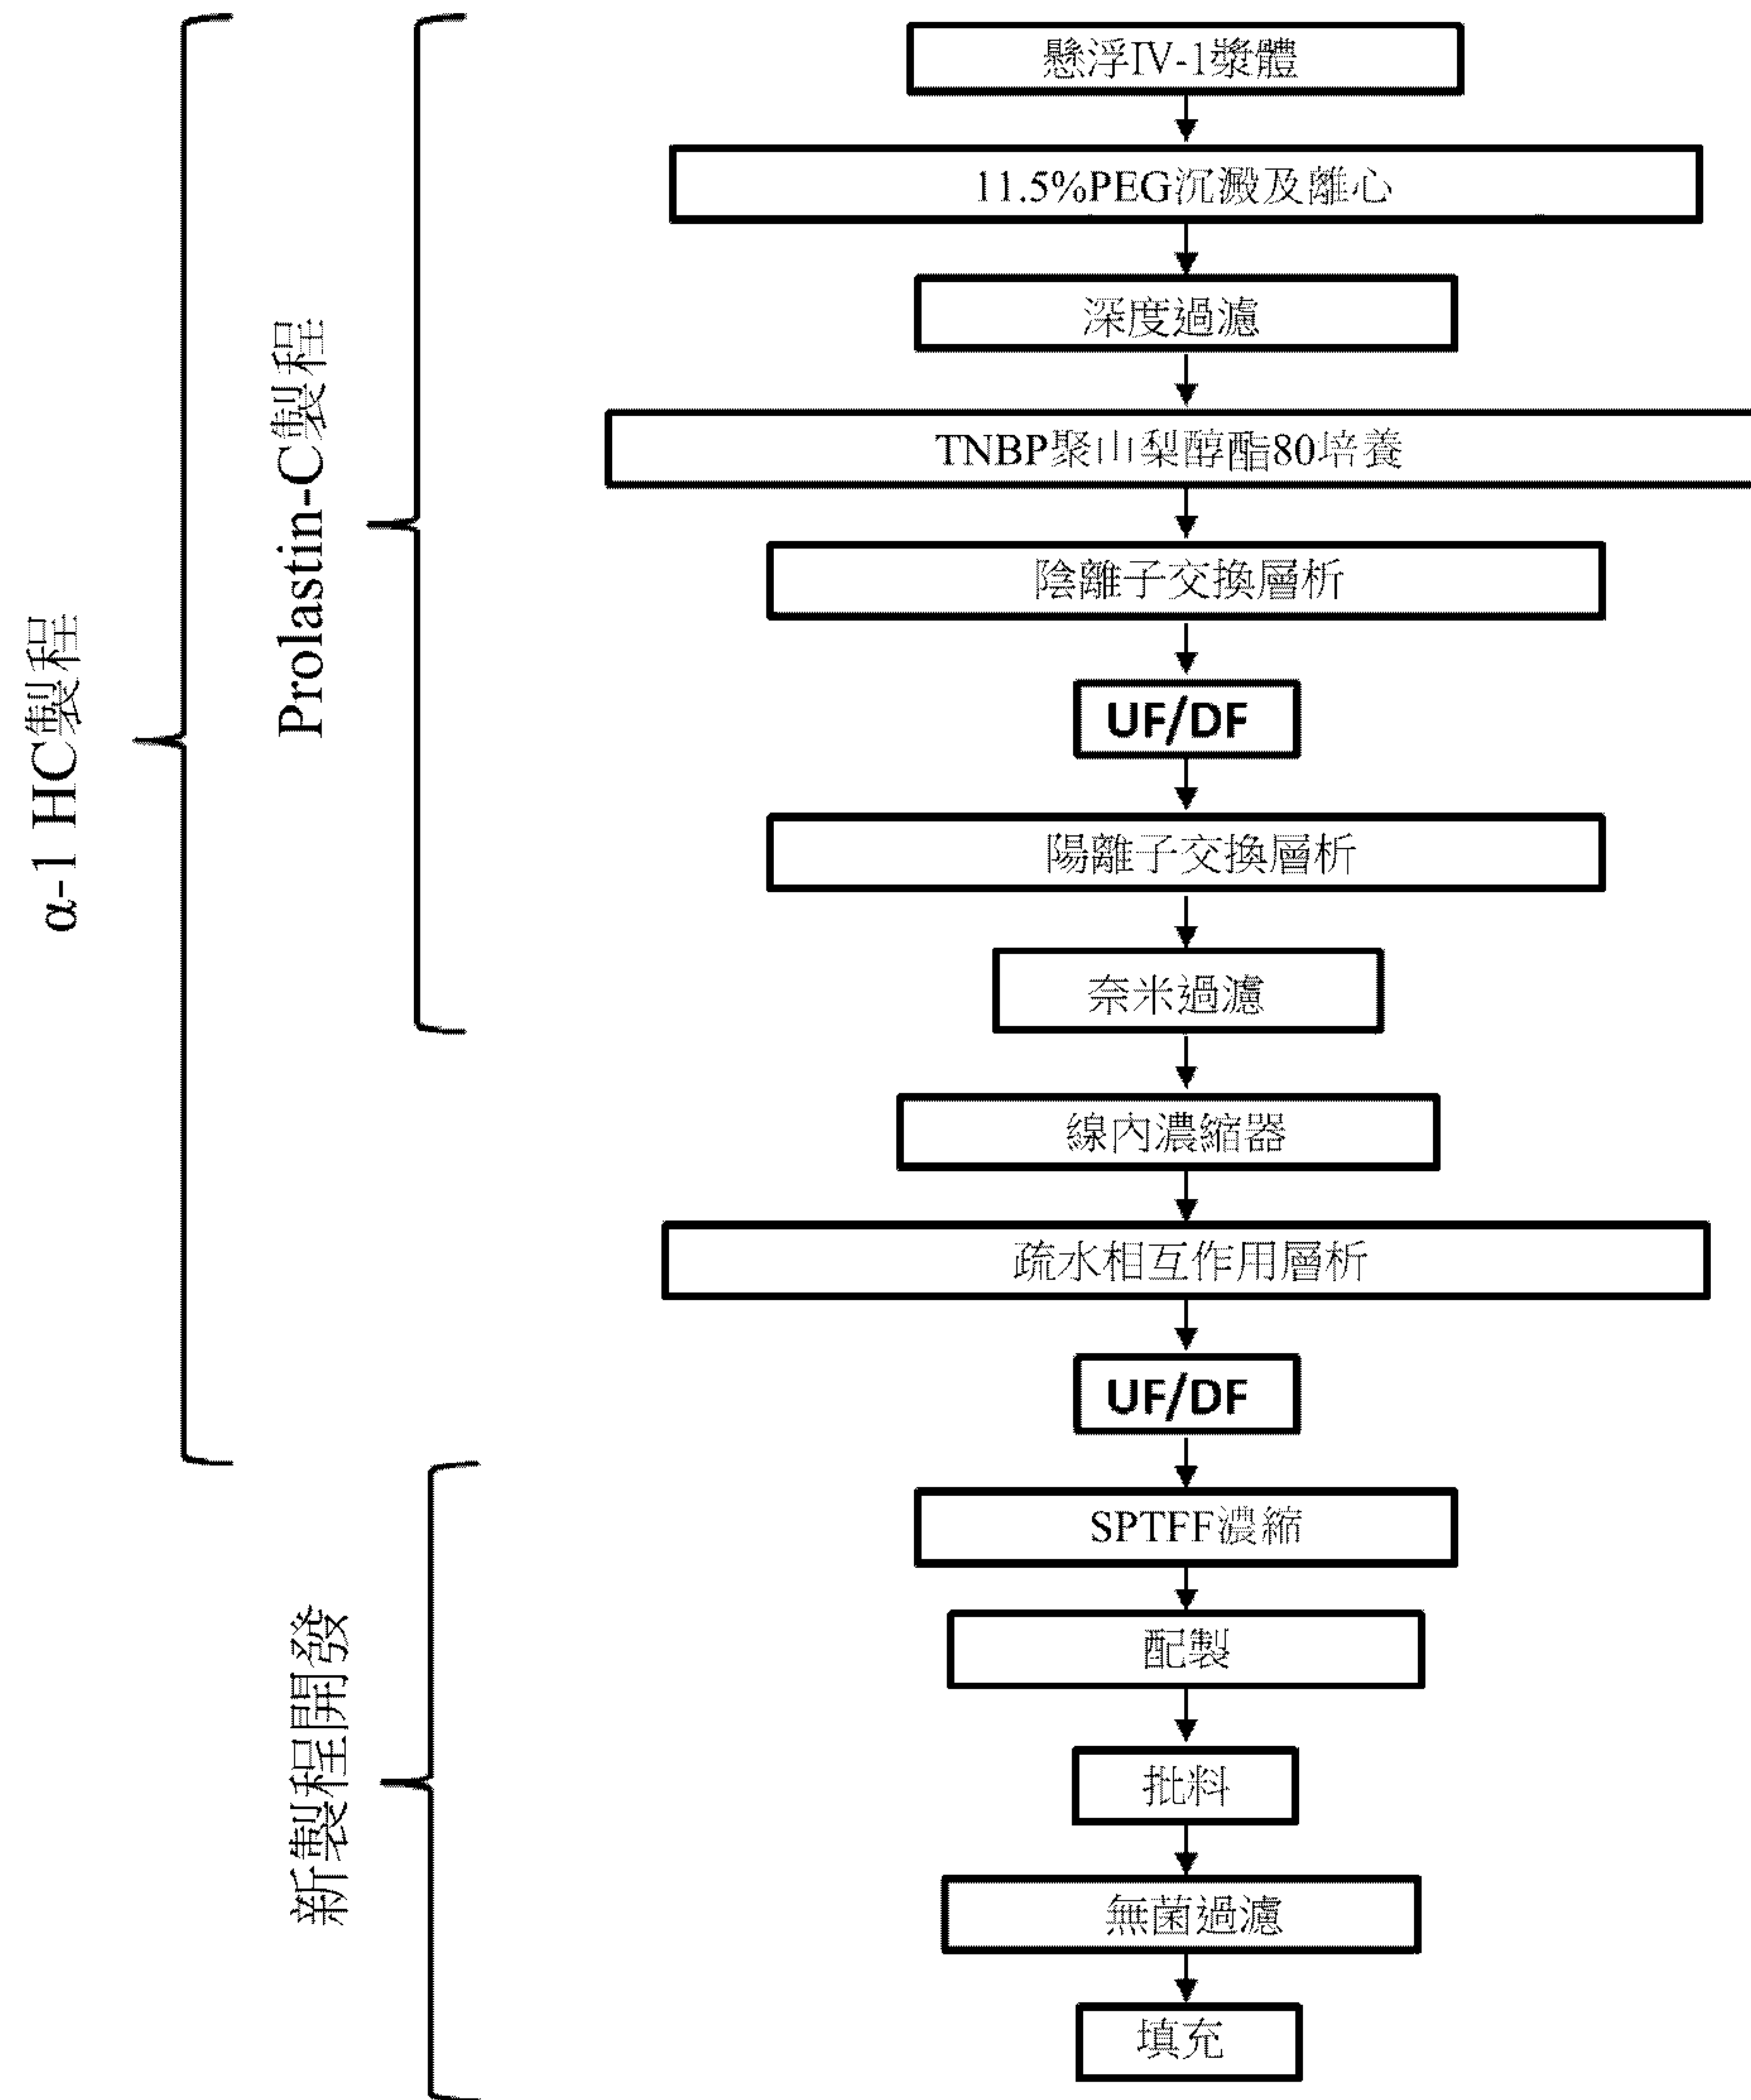 懸浮IV-1漿體
11.5%PEG沉澱及離心
深度過濾
TNBP聚山梨醇酯80培養
陰離子交換層析
UF/DF
陽離子交換層析
奈米過濾
線內濃縮器
疏水相互作用層析
UF/DF
SPTFF濃縮
配製
批料
無菌過濾
填充
α-1 HC製程
Prolastin-C製程
新製程開發